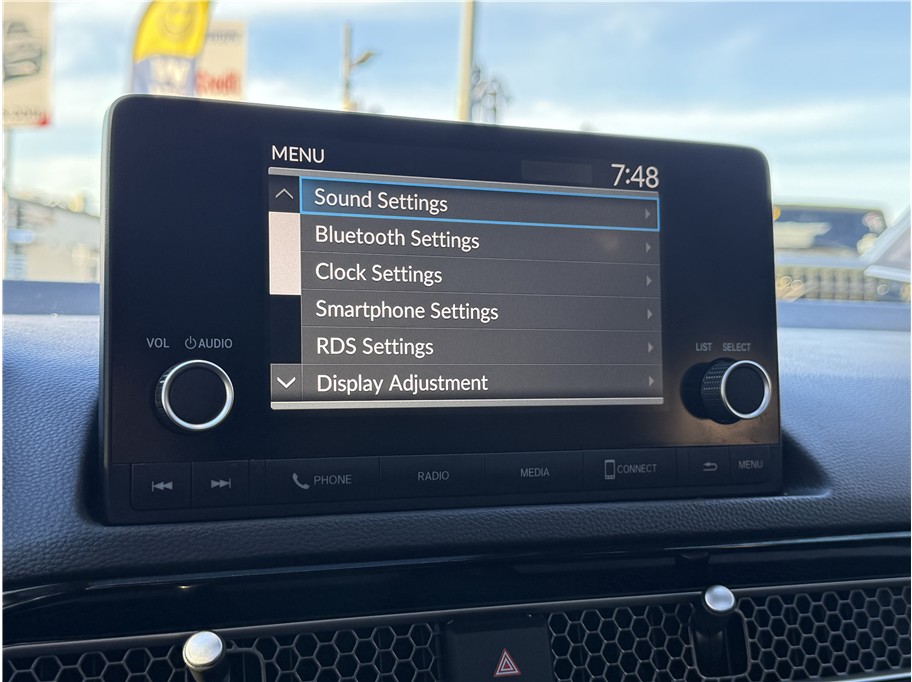 W
Credit
MENU
7:48
Sound Settings
Bluetooth Settings
Clock Settings
Smartphone Settings
RDS Settings
Display Adjustment
VOL AUDIO
LIST SELECT
PHONE
RADIO
MEDIA
CONNECT
MENU